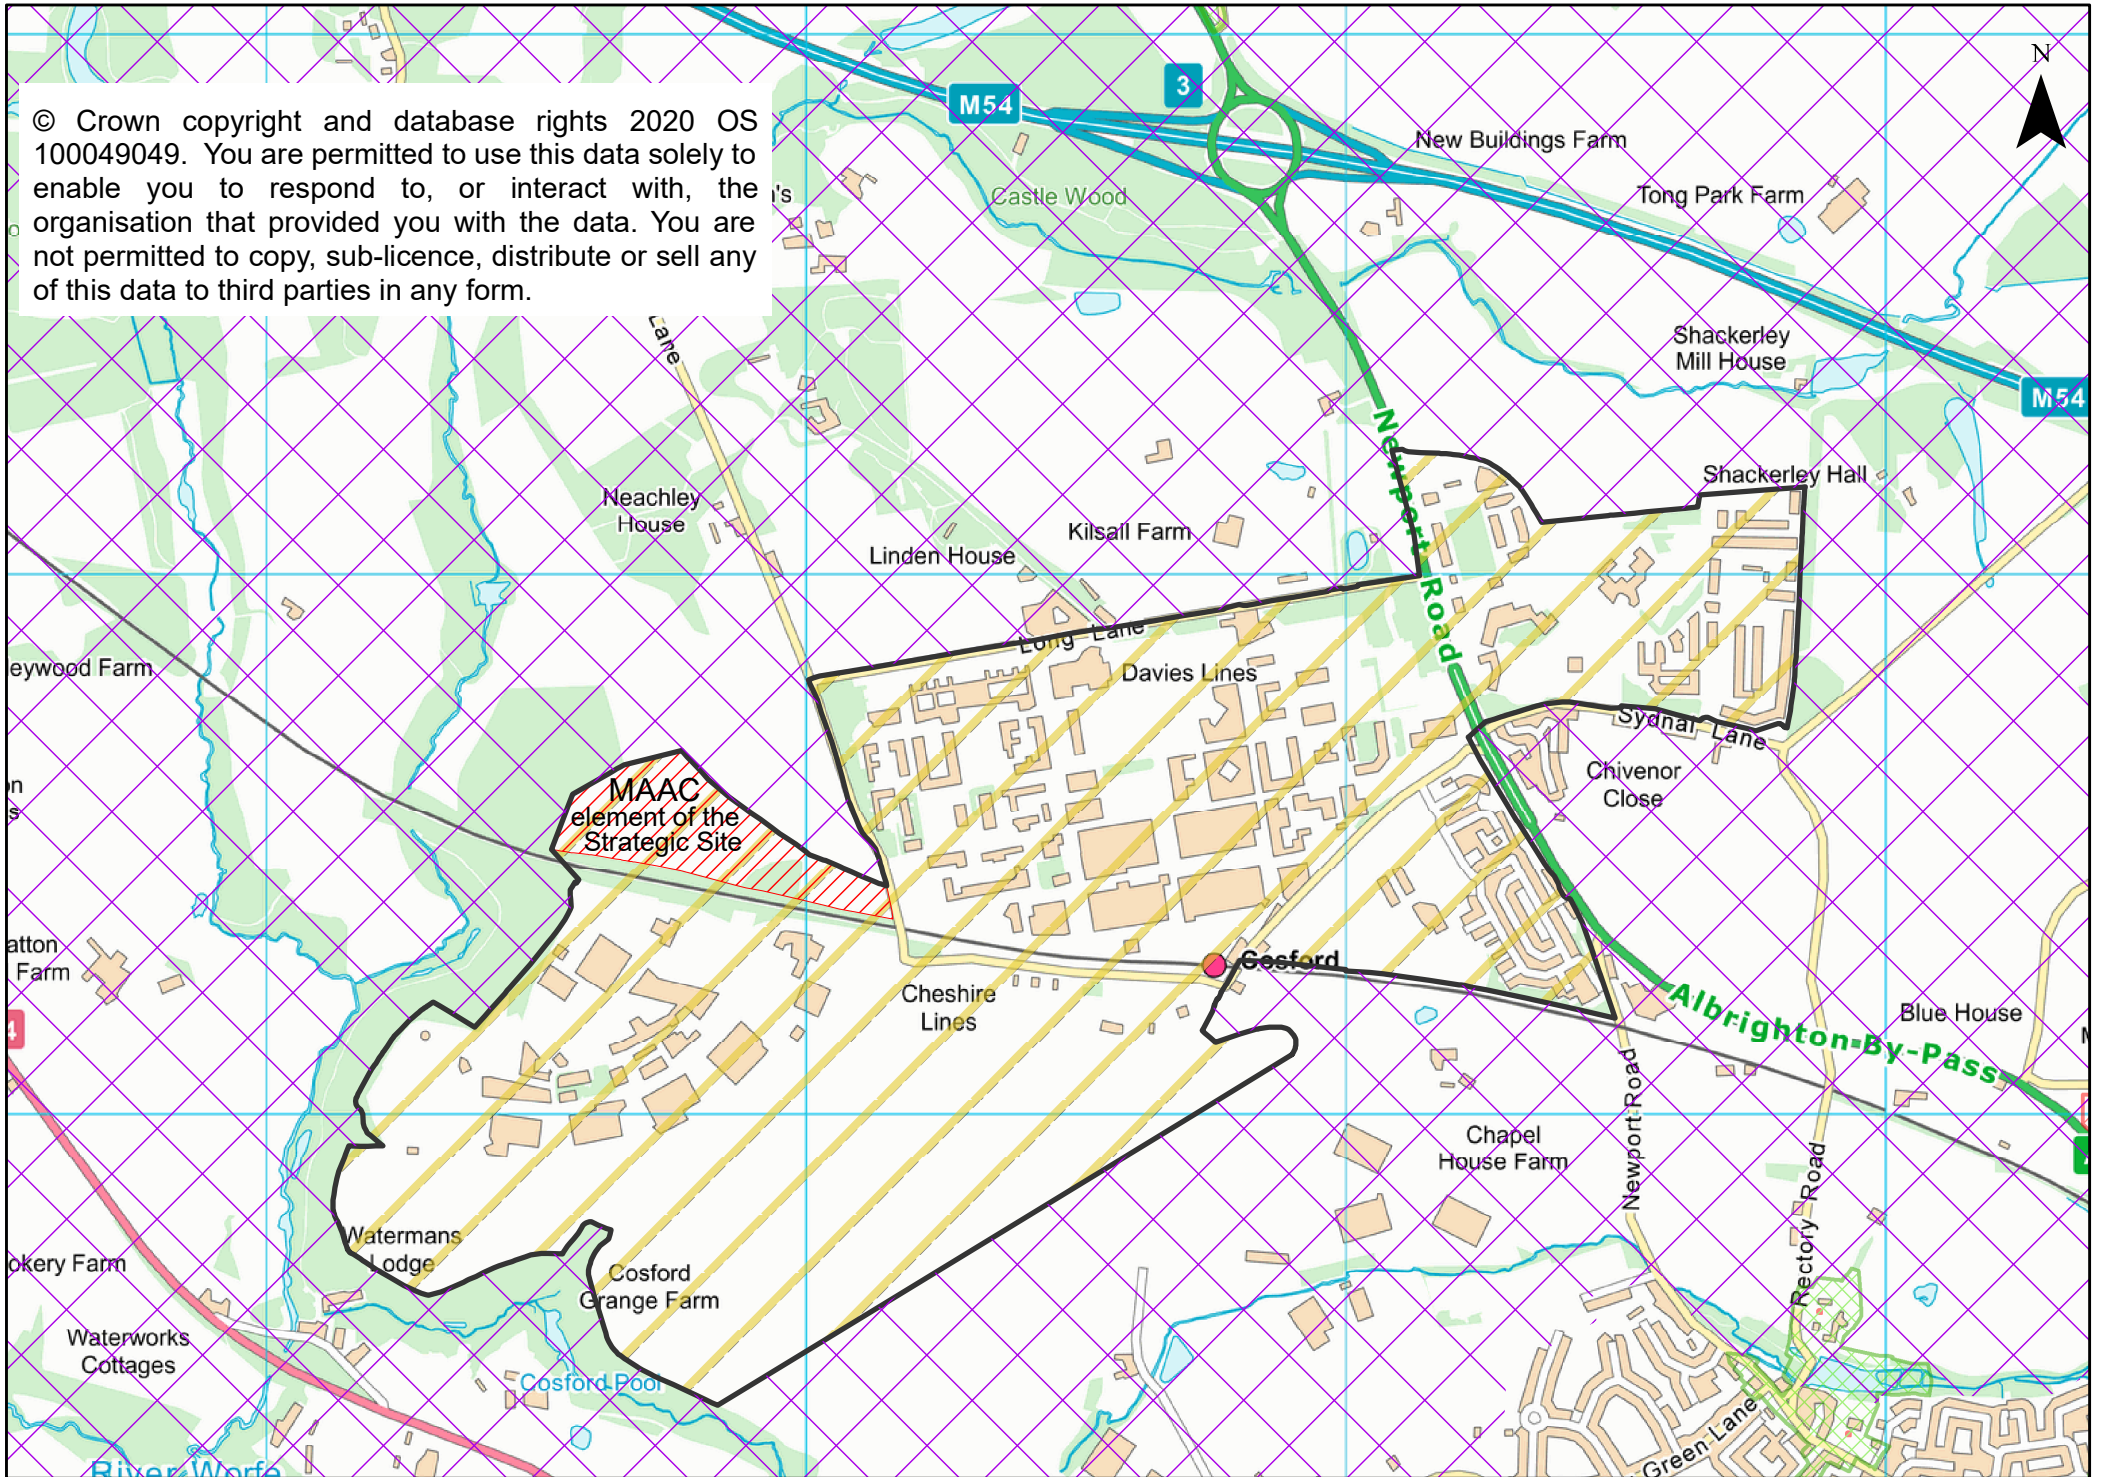 N
M54
3
© Crown copyright and database rights 2020 OS
100049049. You are permitted to use this data solely to
enable you to respond to, or interact with, the
organisation that provided you with the data. You are
not permitted to copy, sub-licence, distribute or sell any
of this data to third parties in any form.
New Buildings Farm
Castle Wood
Tong Park Farm
Lane
Shackerley
Mill House
M54
Newport Road
Shackerley Hall
Neachley
House
Kilsall Farm
Linden House
Long Lane
eywood Farm
Davies Lines
Sydnal Lane
MAAC
element of the
Strategic Site
Chivenor
Close
atton
Farm
Cosford
Cheshire
Lines
Albrighton By-Pass
Blue House
4
Newport Road
Chapel
House Farm
Rectory Road
Watermans
Lodge
okery Farm
Cosford
Grange Farm
Waterworks
Cottages
Cosford Pool
Green Lane
River Worfe